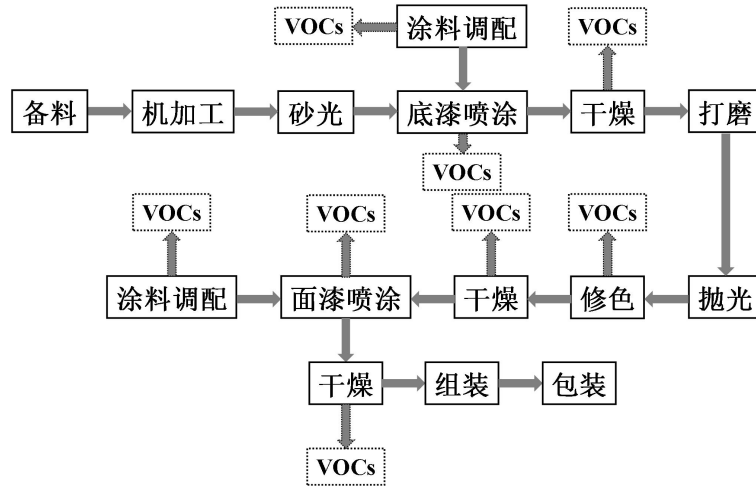 VOCs
涂料调配
VOCs
备料
机加工
砂光
底漆喷涂
干燥
打磨
VOCs
VOCs
VOCs
VOCs
VOCs
涂料调配
面漆喷涂
干燥
修色
抛光
干燥
组装
包装
VOCs